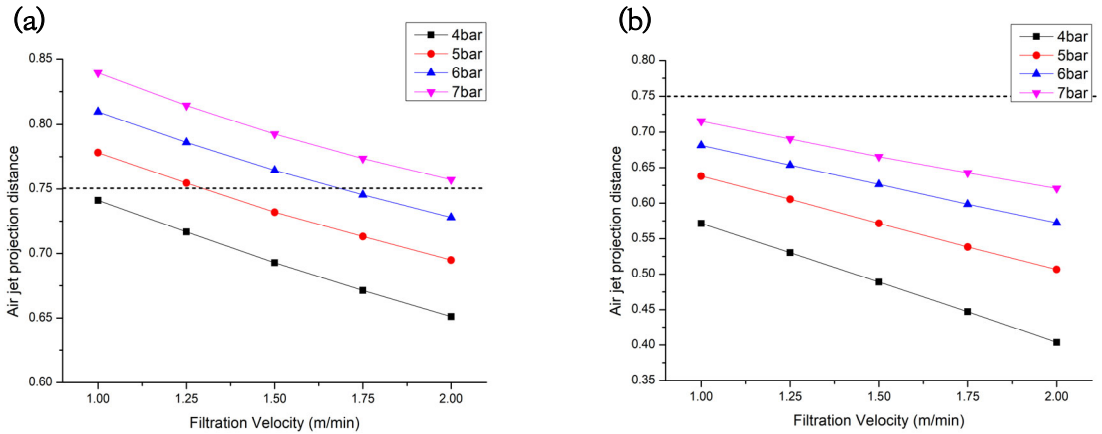 (a)
4bar
5bar
6bar
7bar
0.85
0.80
0.75
0.70
0.65
0.60
Air jet projection distance
1.00 1.25 1.50 1.75 2.00
Filtration Velocity (m/min)
(b)
4bar
5bar
6bar
7bar
0.80
0.75
0.70
0.65
0.60
0.55
0.50
0.45
0.40
0.35
Air jet projection distance
1.00 1.25 1.50 1.75 2.00
Filtration Velocity (m/min)